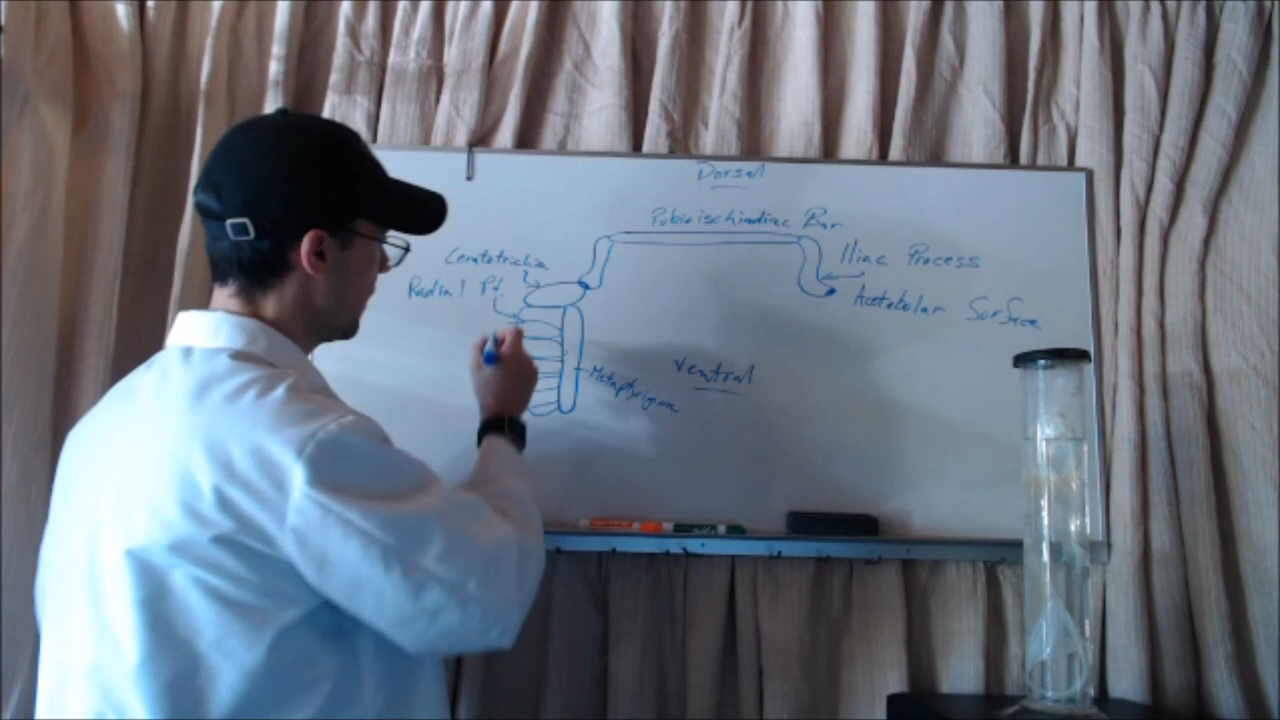 Dorsal
Pubioischiadiac Bar
Ceratotrichia
Iliac Process
Radial Pt.
Acetabular Surface
Ventral
Metapterygium